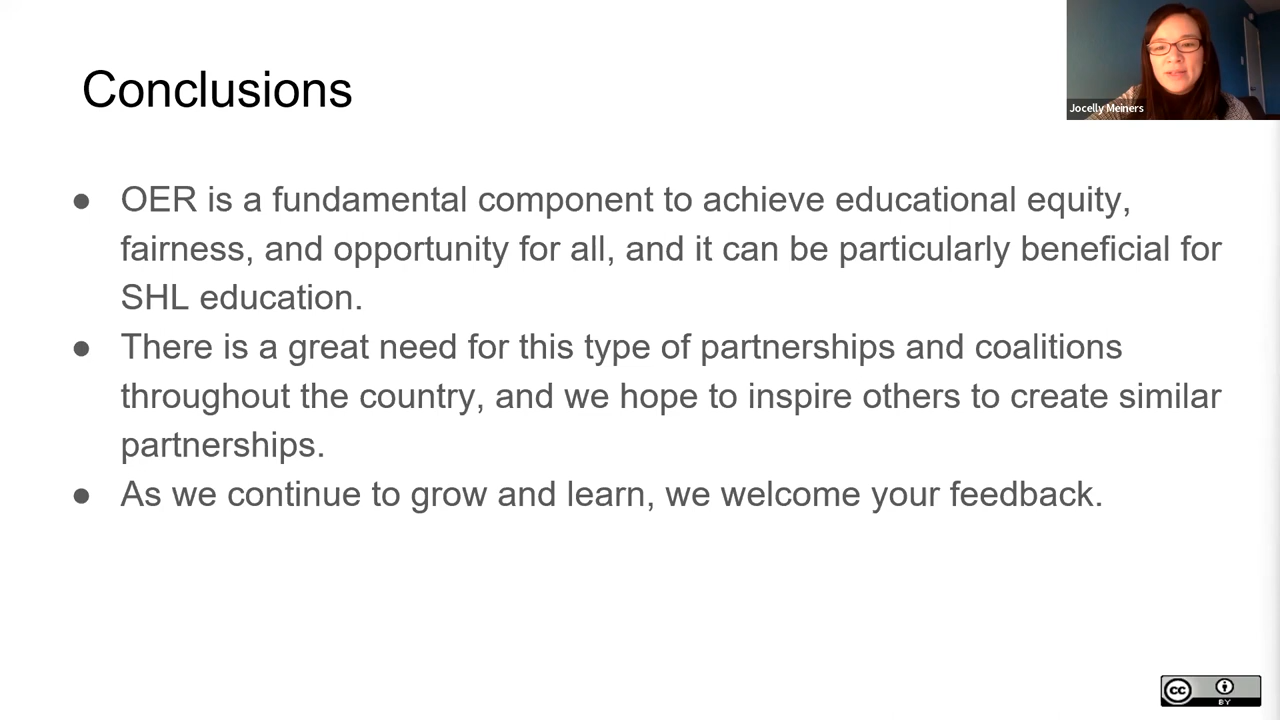 Conclusions
Jocelly Meiners
● OER is a fundamental component to achieve educational equity,
fairness, and opportunity for all, and it can be particularly beneficial for
SHL education.
● There is a great need for this type of partnerships and coalitions
throughout the country, and we hope to inspire others to create similar
partnerships.
● As we continue to grow and learn, we welcome your feedback.
cc
BY